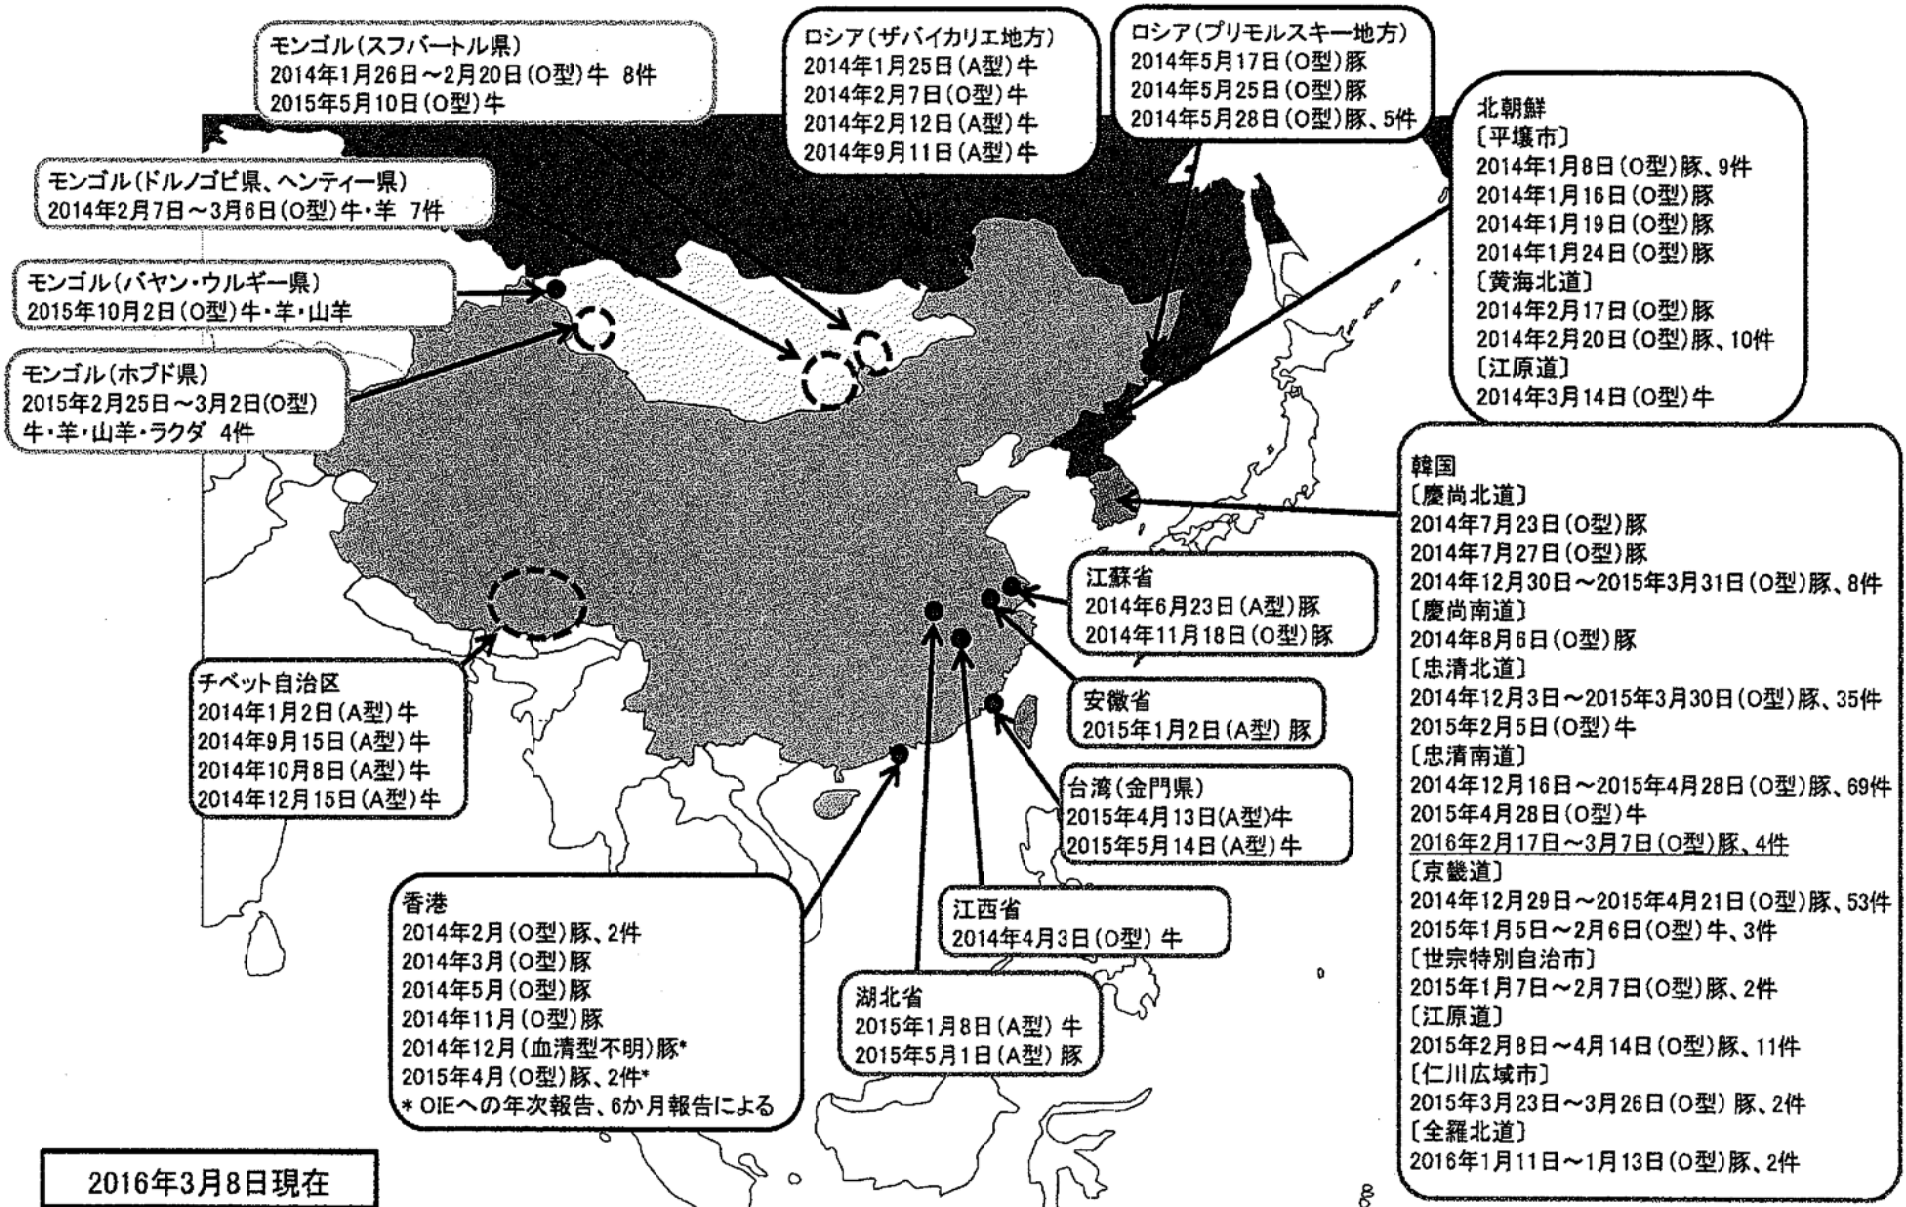 モンゴル(スフバートル県)
2014年1月26日～2月20日(O型)牛 8件
2015年5月10日(O型)牛
ロシア(ザバイカリエ地方)
2014年1月25日(A型)牛
2014年2月7日(O型)牛
2014年2月12日(A型)牛
2014年9月11日(A型)牛
ロシア(プリモルスキー地方)
2014年5月17日(O型)豚
2014年5月25日(O型)豚
2014年5月28日(O型)豚、5件
北朝鮮
〔平壌市〕
2014年1月8日(O型)豚、9件
2014年1月16日(O型)豚
2014年1月19日(O型)豚
2014年1月24日(O型)豚
〔黄海北道〕
2014年2月17日(O型)豚
2014年2月20日(O型)豚、10件
〔江原道〕
2014年3月14日(O型)牛
モンゴル(ドルノゴビ県、ヘンティー県)
2014年2月7日～3月6日(O型)牛・羊 7件
モンゴル(バヤン・ウルギー県)
2015年10月2日(O型)牛・羊・山羊
モンゴル(ホブド県)
2015年2月25日～3月2日(O型)
牛・羊・山羊・ラクダ 4件
韓国
〔慶尚北道〕
2014年7月23日(O型)豚
2014年7月27日(O型)豚
2014年12月30日～2015年3月31日(O型)豚、8件
〔慶尚南道〕
2014年8月6日(O型)豚
〔忠清北道〕
2014年12月3日～2015年3月30日(O型)豚、35件
2015年2月5日(O型)牛
〔忠清南道〕
2014年12月16日～2015年4月28日(O型)豚、69件
2015年4月28日(O型)牛
2016年2月17日～3月7日(O型)豚、4件
〔京畿道〕
2014年12月29日～2015年4月21日(O型)豚、53件
2015年1月5日～2月6日(O型)牛、3件
〔世宗特別自治市〕
2015年1月7日～2月7日(O型)豚、2件
〔江原道〕
2015年2月8日～4月14日(O型)豚、11件
〔仁川広域市〕
2015年3月23日～3月26日(O型) 豚、2件
〔全羅北道〕
2016年1月11日～1月13日(O型)豚、2件
江蘇省
2014年6月23日(A型)豚
2014年11月18日(O型)豚
安徽省
2015年1月2日(A型) 豚
チベット自治区
2014年1月2日(A型)牛
2014年9月15日(A型)牛
2014年10月8日(A型)牛
2014年12月15日(A型)牛
台湾(金門県)
2015年4月13日(A型)牛
2015年5月14日(A型)牛
香港
2014年2月(O型)豚、2件
2014年3月(O型)豚
2014年5月(O型)豚
2014年11月(O型)豚
2014年12月(血清型不明)豚*
2015年4月(O型)豚、2件*
* OIEへの年次報告、6か月報告による
江西省
2014年4月3日(O型) 牛
湖北省
2015年1月8日(A型) 牛
2015年5月1日(A型) 豚
2016年3月8日現在